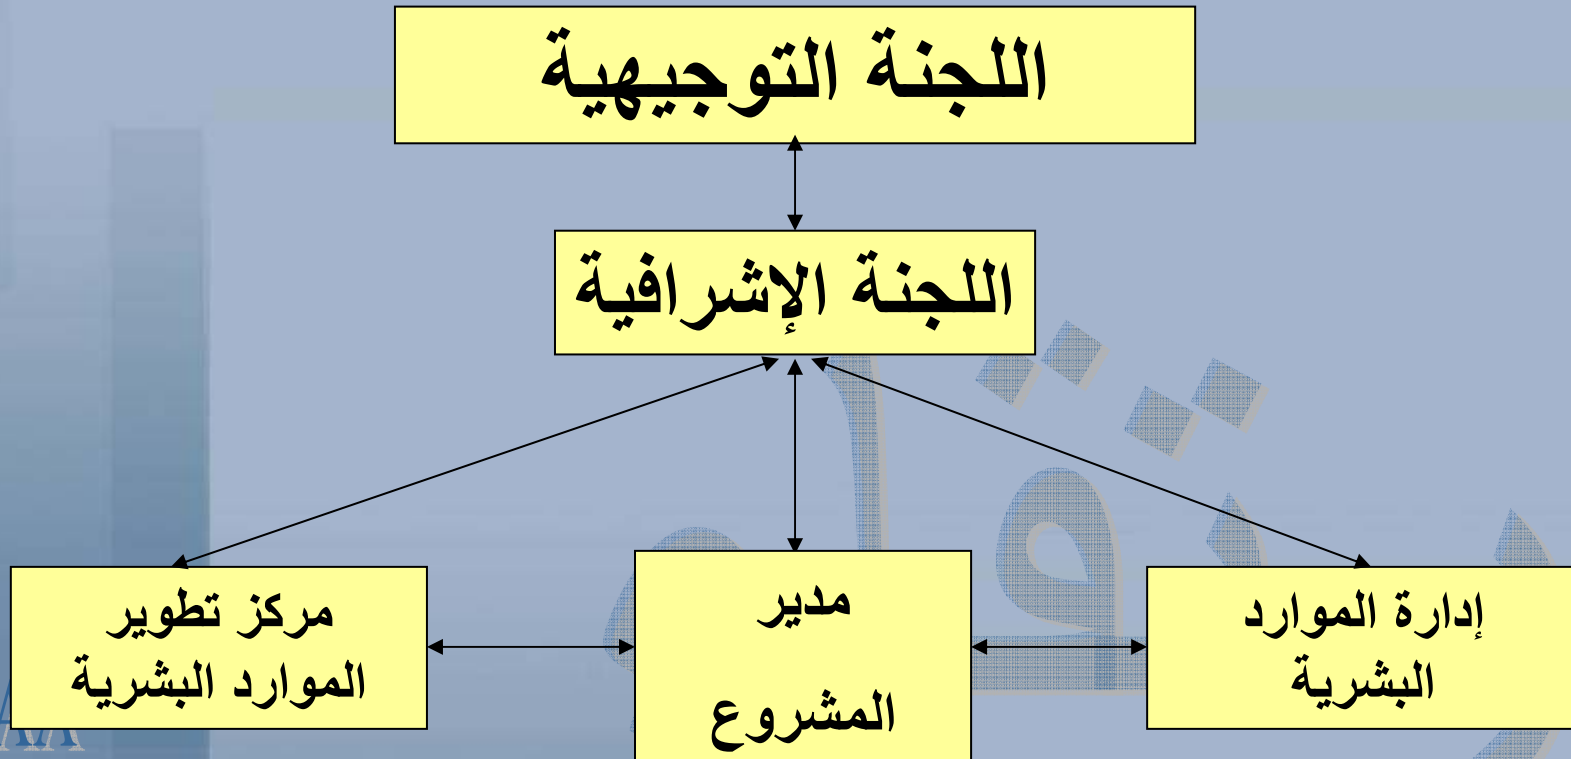 اللجنة التوجيهية
اللجنة الإشرافية
إدارة الموارد
البشرية
مدير
المشروع
مركز تطوير
الموارد البشرية